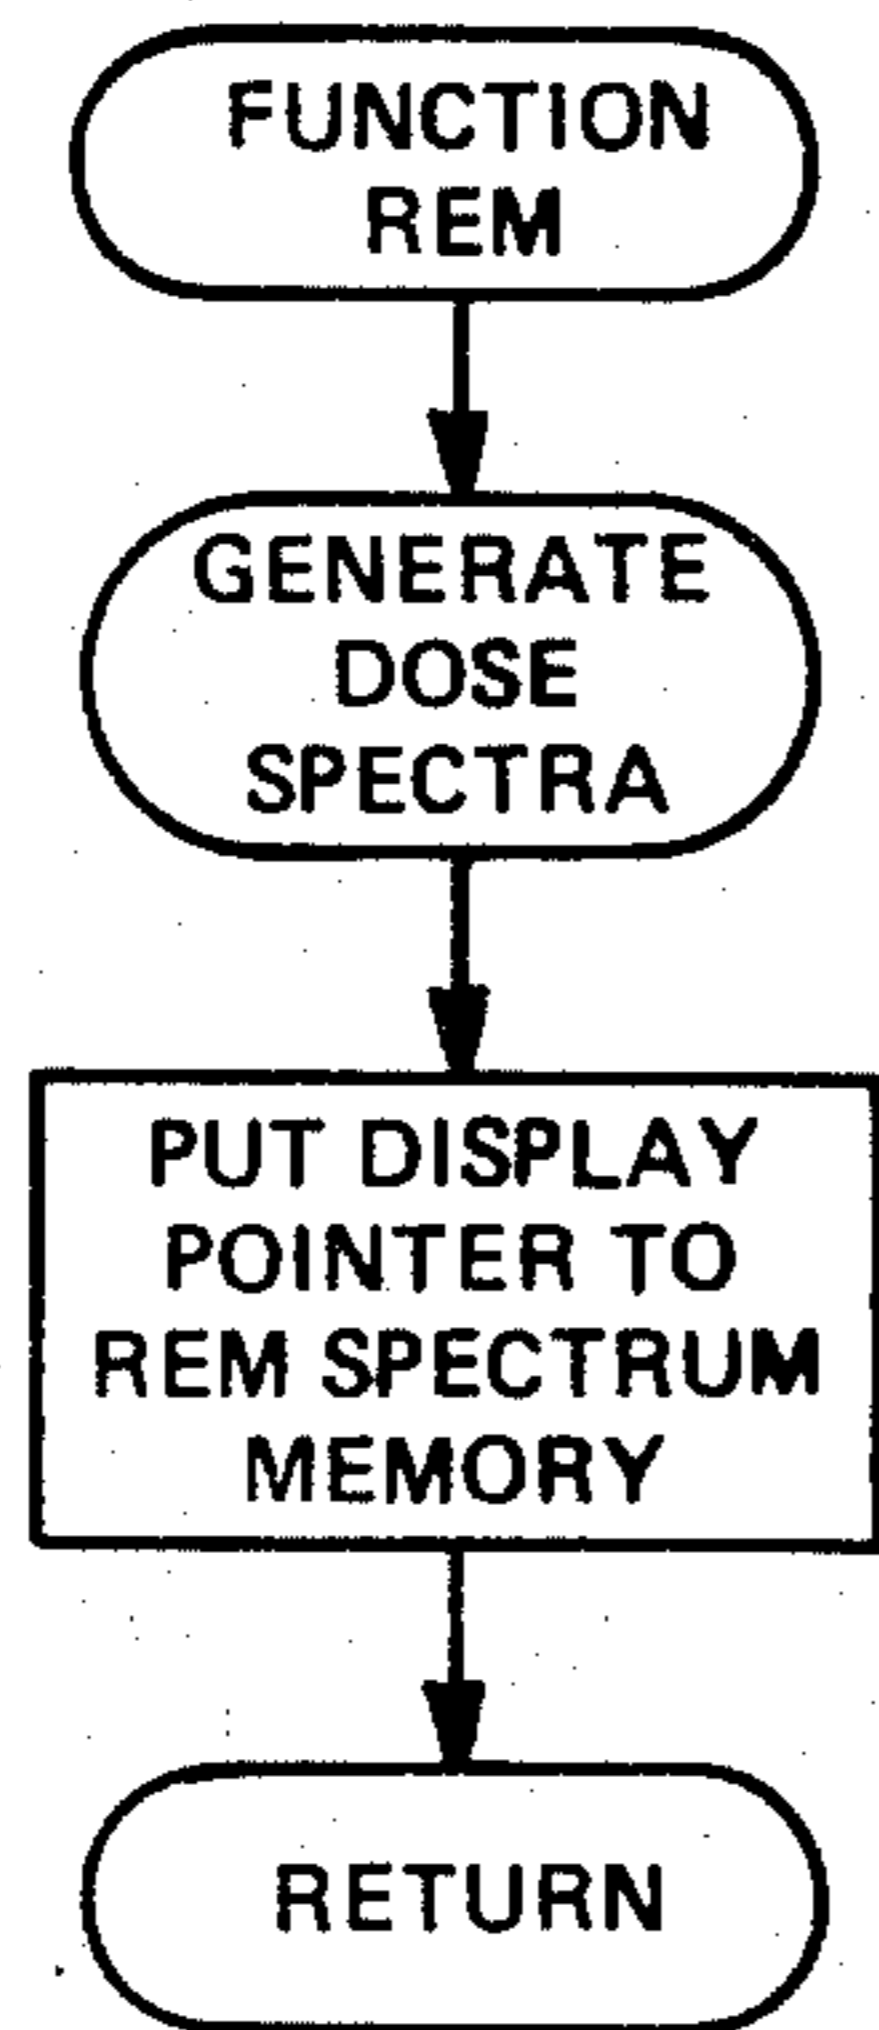 FUNCTION
REM
GENERATE
DOSE
SPECTRA
PUT DISPLAY
POINTER TO
REM SPECTRUM
MEMORY
RETURN